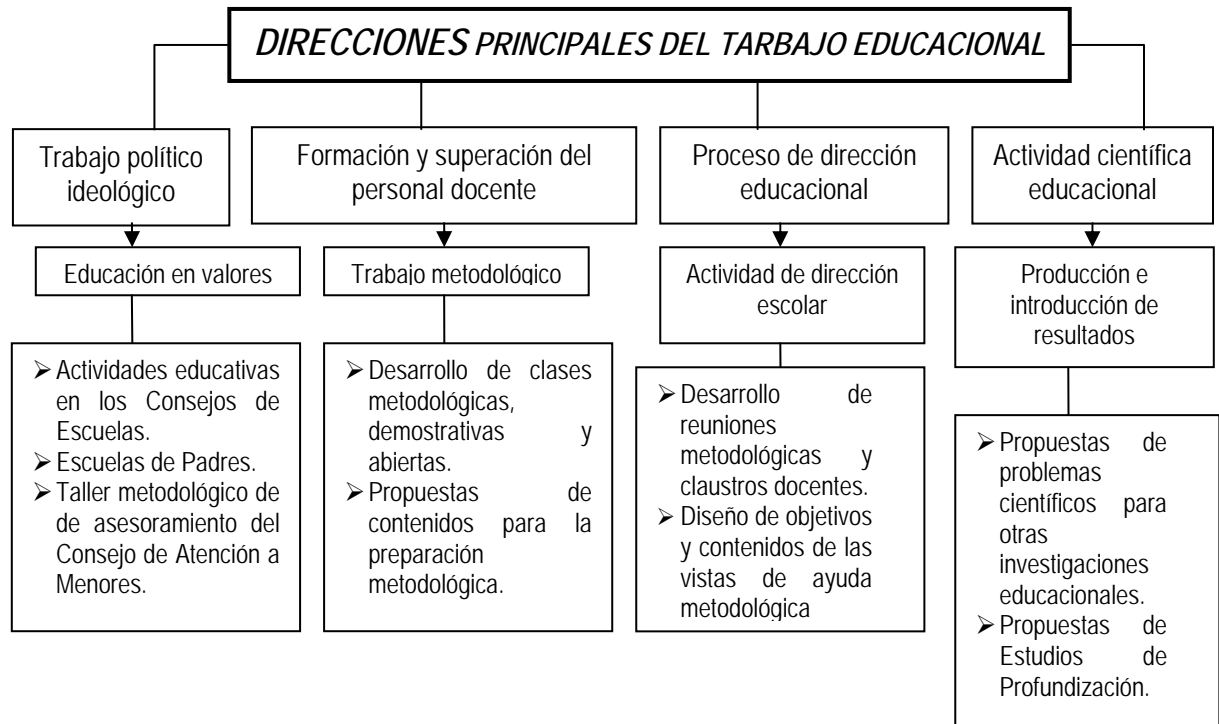 DIRECCIONES PRINCIPALES DEL TARBAJO EDUCACIONAL
Trabajo político
ideológico
Formación y superación del
personal docente
Proceso de dirección
educacional
Actividad científica
educacional
Educación en valores
Trabajo metodológico
Actividad de dirección
escolar
Producción e
introducción de
resultados
➢ Actividades educativas
en los Consejos de
Escuelas.
➢ Escuelas de Padres.
➢ Taller metodológico de
de asesoramiento del
Consejo de Atención a
Menores.
➢ Desarrollo de clases
metodológicas,
demostrativas y
abiertas.
➢ Propuestas de
contenidos para la
preparación
metodológica.
➢ Desarrollo de
reuniones
metodológicas y
claustros docentes.
➢ Diseño de objetivos
y contenidos de las
vistas de ayuda
metodológica
➢ Propuestas de
problemas
científicos para
otras
investigaciones
educacionales.
➢ Propuestas de
Estudios de
Profundización.